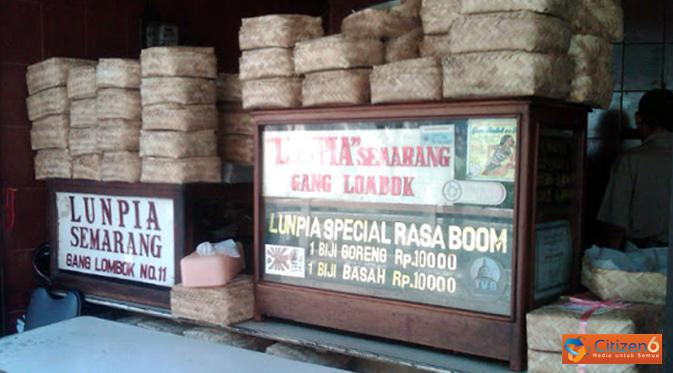 LUNPIA
SEMARANG
GANG LOMBOK NO.11
"LUNPIA" SEMARANG
GANG LOMBOK
LUNPIA SPECIAL RASA BOOM
1 BIJI GORENG Rp.10000
1 BIJI BASAH Rp.10000
TVB
Citizen6
Media untuk Semua